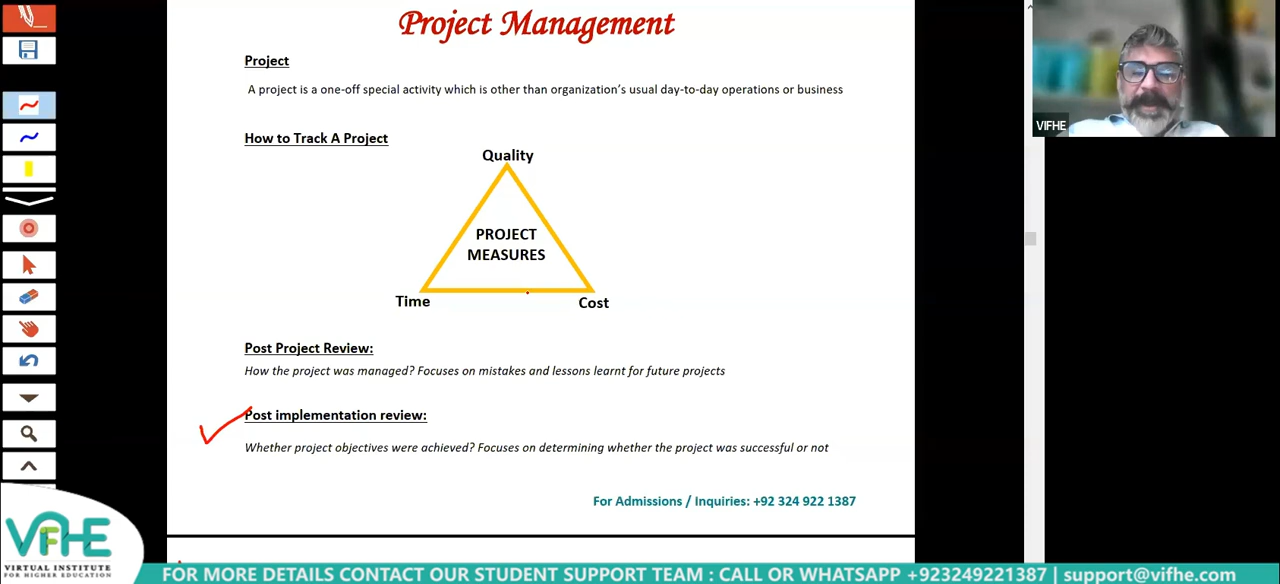 Project Management
Project
A project is a one-off special activity which is other than organization's usual day-to-day operations or business
How to Track A Project
Quality
PROJECT
MEASURES
Time
Cost
Post Project Review:
How the project was managed? Focuses on mistakes and lessons learnt for future projects
Post implementation review:
Whether project objectives were achieved? Focuses on determining whether the project was successful or not
For Admissions / Inquiries: +92 324 922 1387
VIFHE
VIFHE
VIRTUAL INSTITUTE
FOR HIGHER EDUCATION
FOR MORE DETAILS CONTACT OUR STUDENT SUPPORT TEAM : CALL OR WHATSAPP +923249221387 | support@vifhe.com